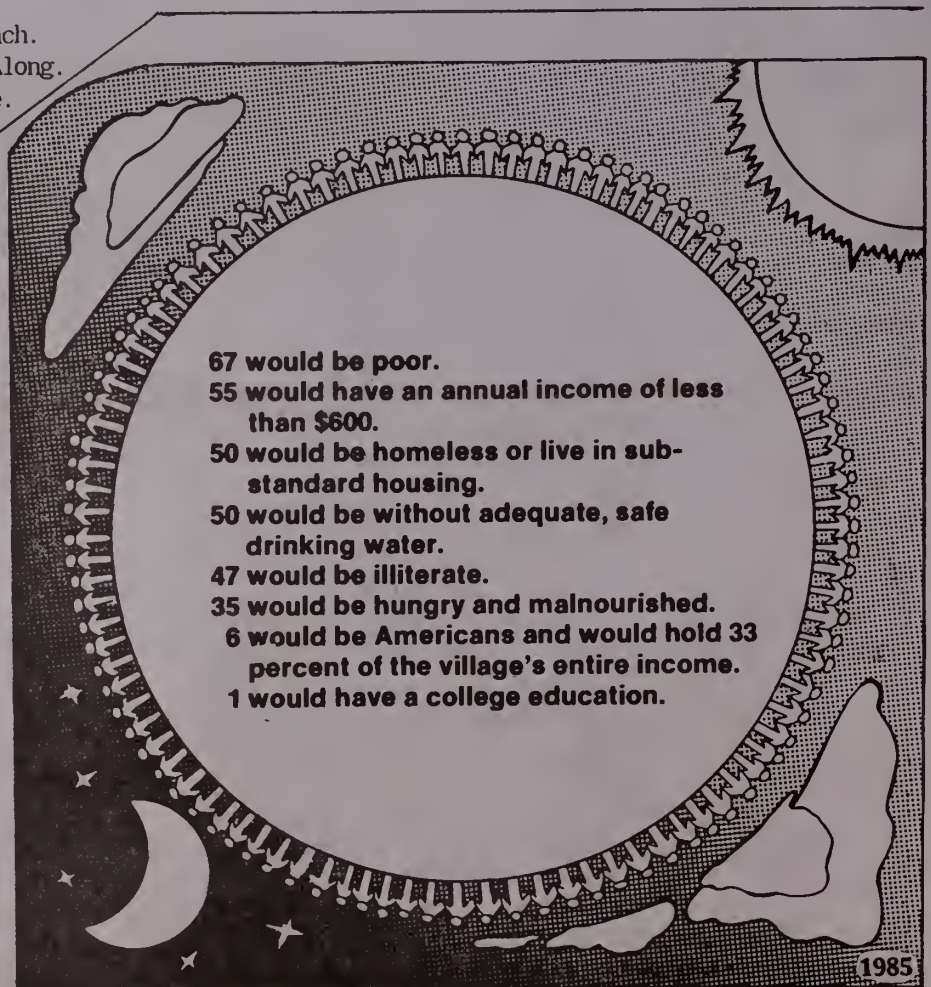 ach.
Along.
e.
67 would be poor.
55 would have an annual income of less
than $600.
50 would be homeless or live in sub-
standard housing.
50 would be without adequate, safe
drinking water.
47 would be illiterate.
35 would be hungry and malnourished.
6 would be Americans and would hold 33
percent of the village's entire income.
1 would have a college education.
1985